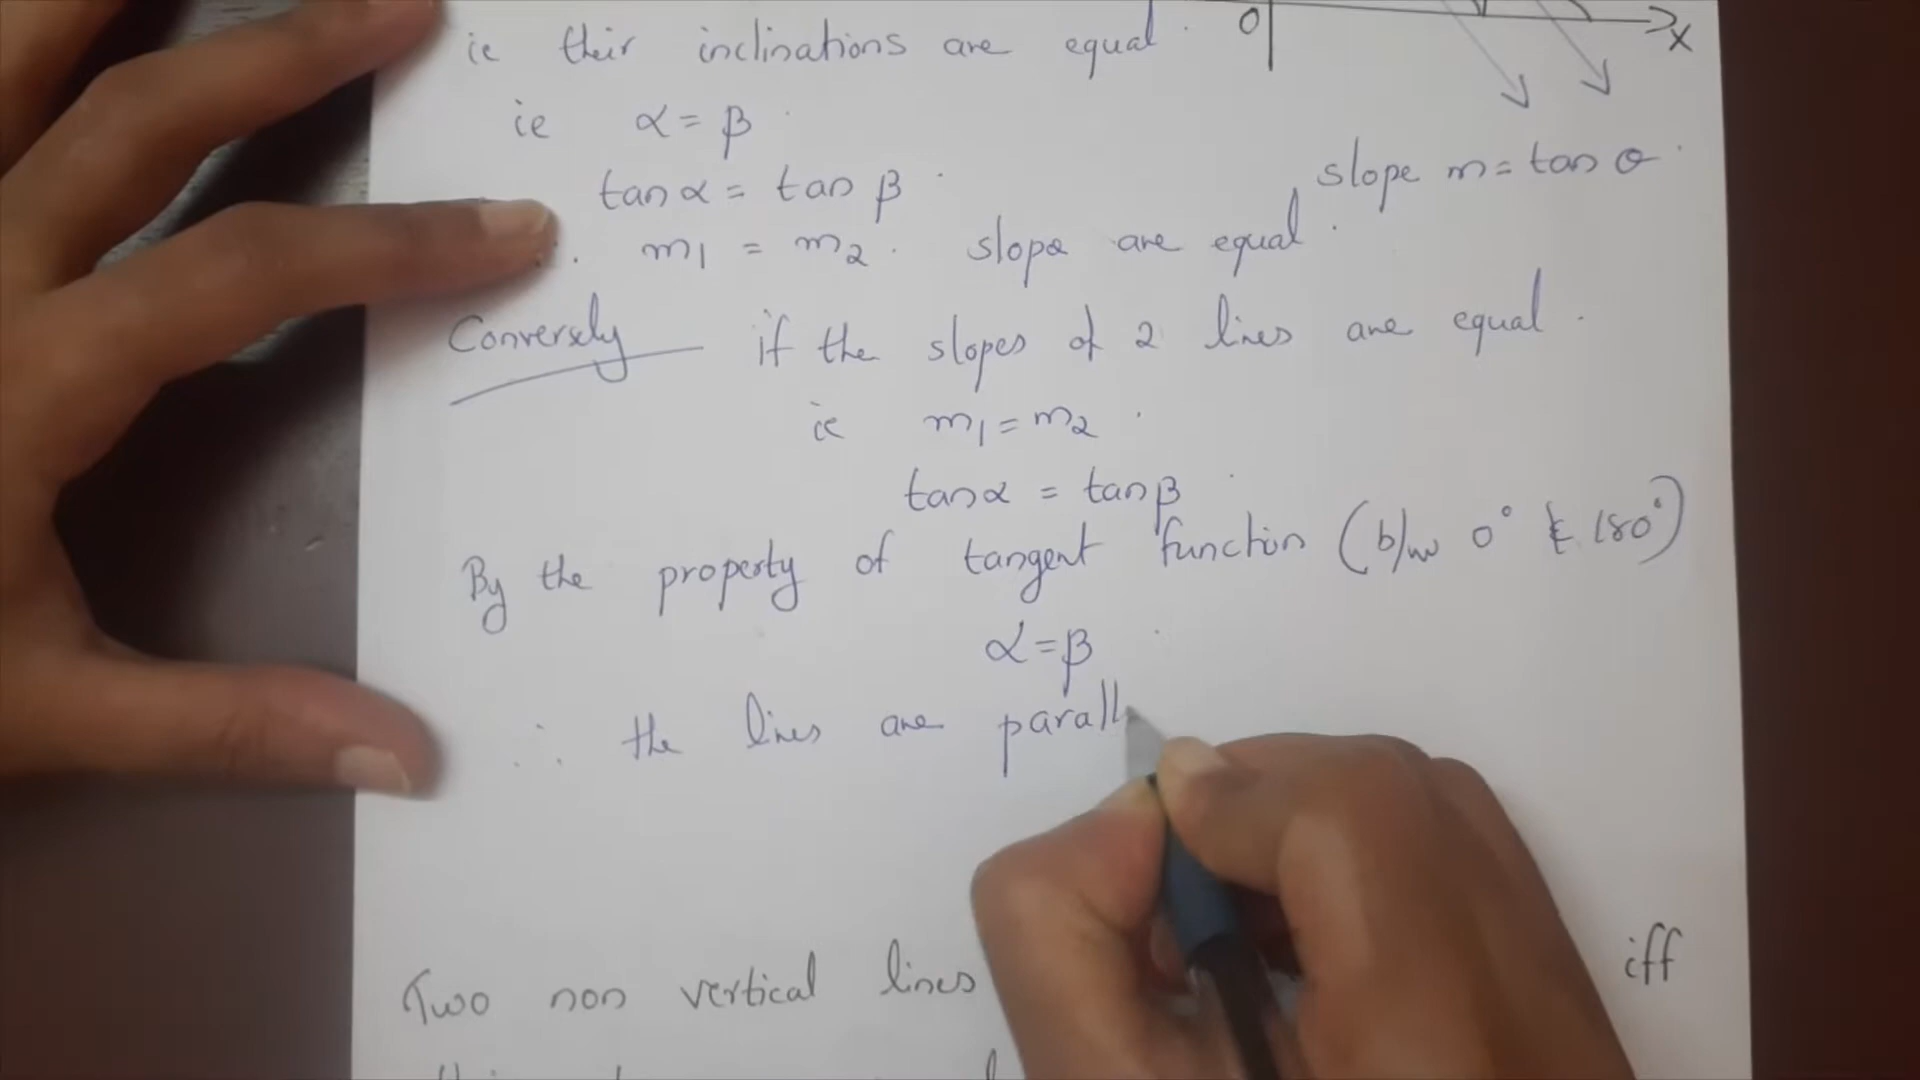 ie their inclinations are equal.
O
X
ie α = β.
tan α = tan β.
slope m = tan θ.
∴ m₁ = m₂. slope are equal.
Conversely if the slopes of 2 lines are equal.
ie m₁ = m₂.
tan α = tan β.
By the property of tangent function (b/w 0° & 180°)
α = β.
∴ the lines are parall
Two non vertical lines
iff